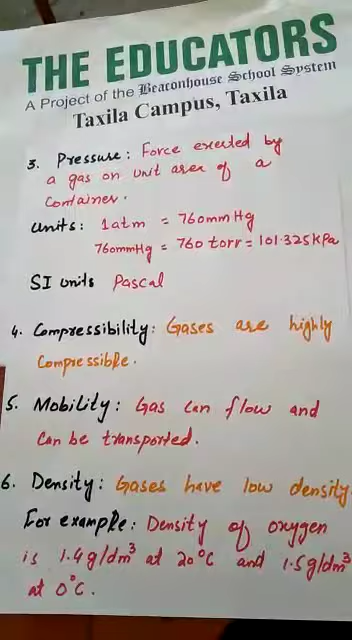 THE EDUCATORS
A Project of the Beaconhouse School System
Taxila Campus, Taxila
3. Pressure: Force exerted by
a gas on unit area of a
Container.
Units: 1atm = 760mmHg
760mmHg = 760 torr = 101.325kPa
SI units Pascal
4. Compressibility: Gases are highly
Compressible.
5. Mobility: Gas can flow and
Can be transported.
6. Density: Gases have low density.
For example: Density of oxygen
is 1.4g/dm³ at 20°C and 1.5g/dm³
at 0°C.